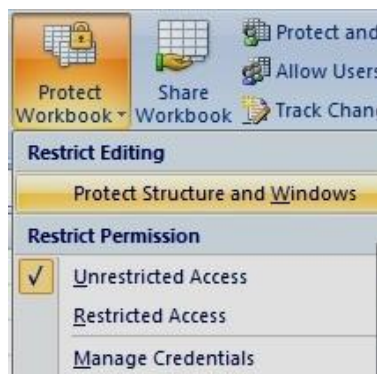 Protect and
Allow Users
Protect Workbook
Share Workbook
Track Chan
Restrict Editing
Protect Structure and Windows
Restrict Permission
Unrestricted Access
Restricted Access
Manage Credentials